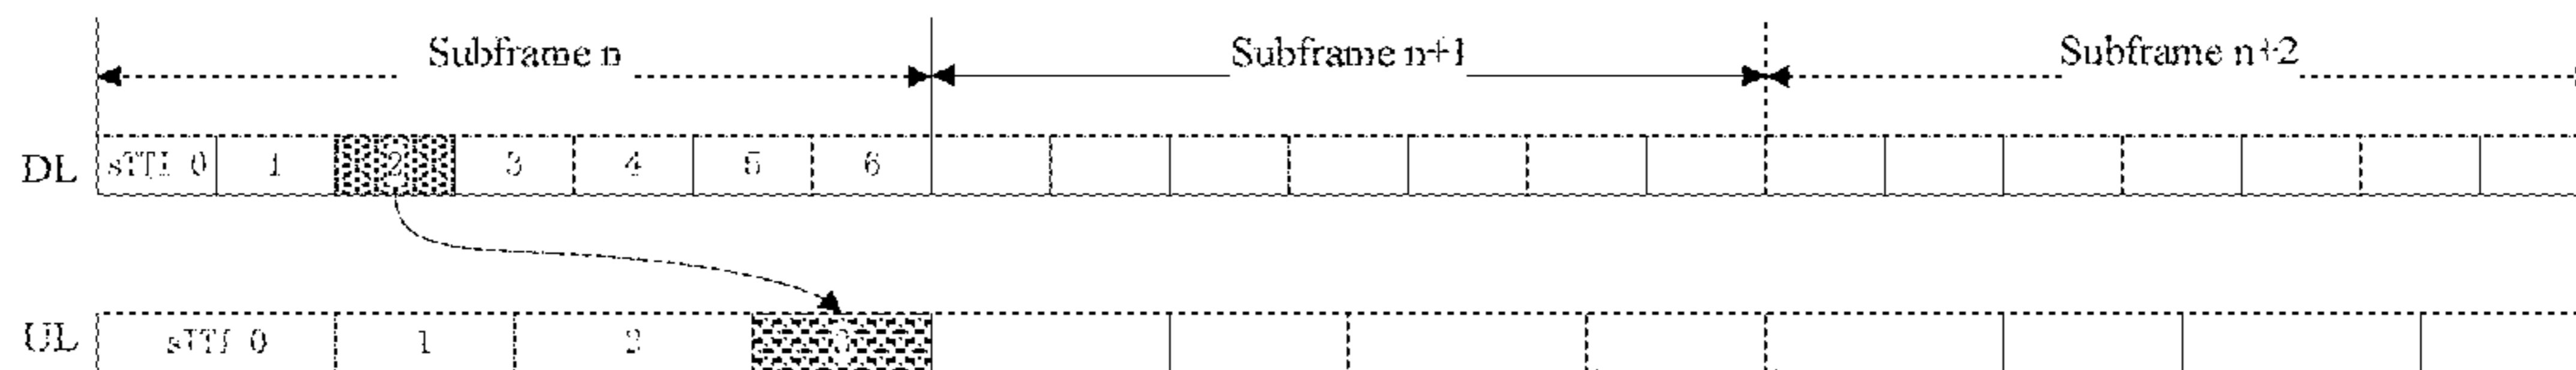 Subframe n Subframe n+1 Subframe n+2
DL sTTI 0 1 2 3 4 5 6
UL sTTI 0 1 2 3